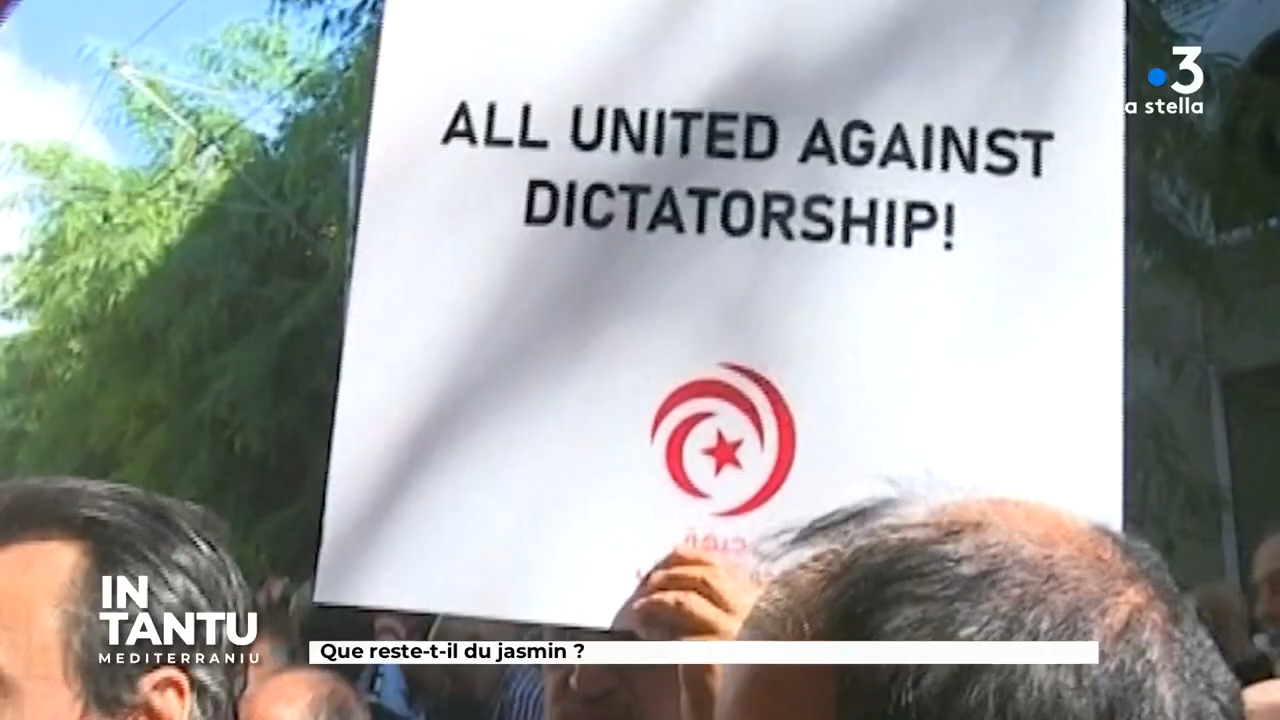 3
a stella
ALL UNITED AGAINST
DICTATORSHIP!
IN
TANTU
MEDITERRANIU
Que reste-t-il du jasmin ?